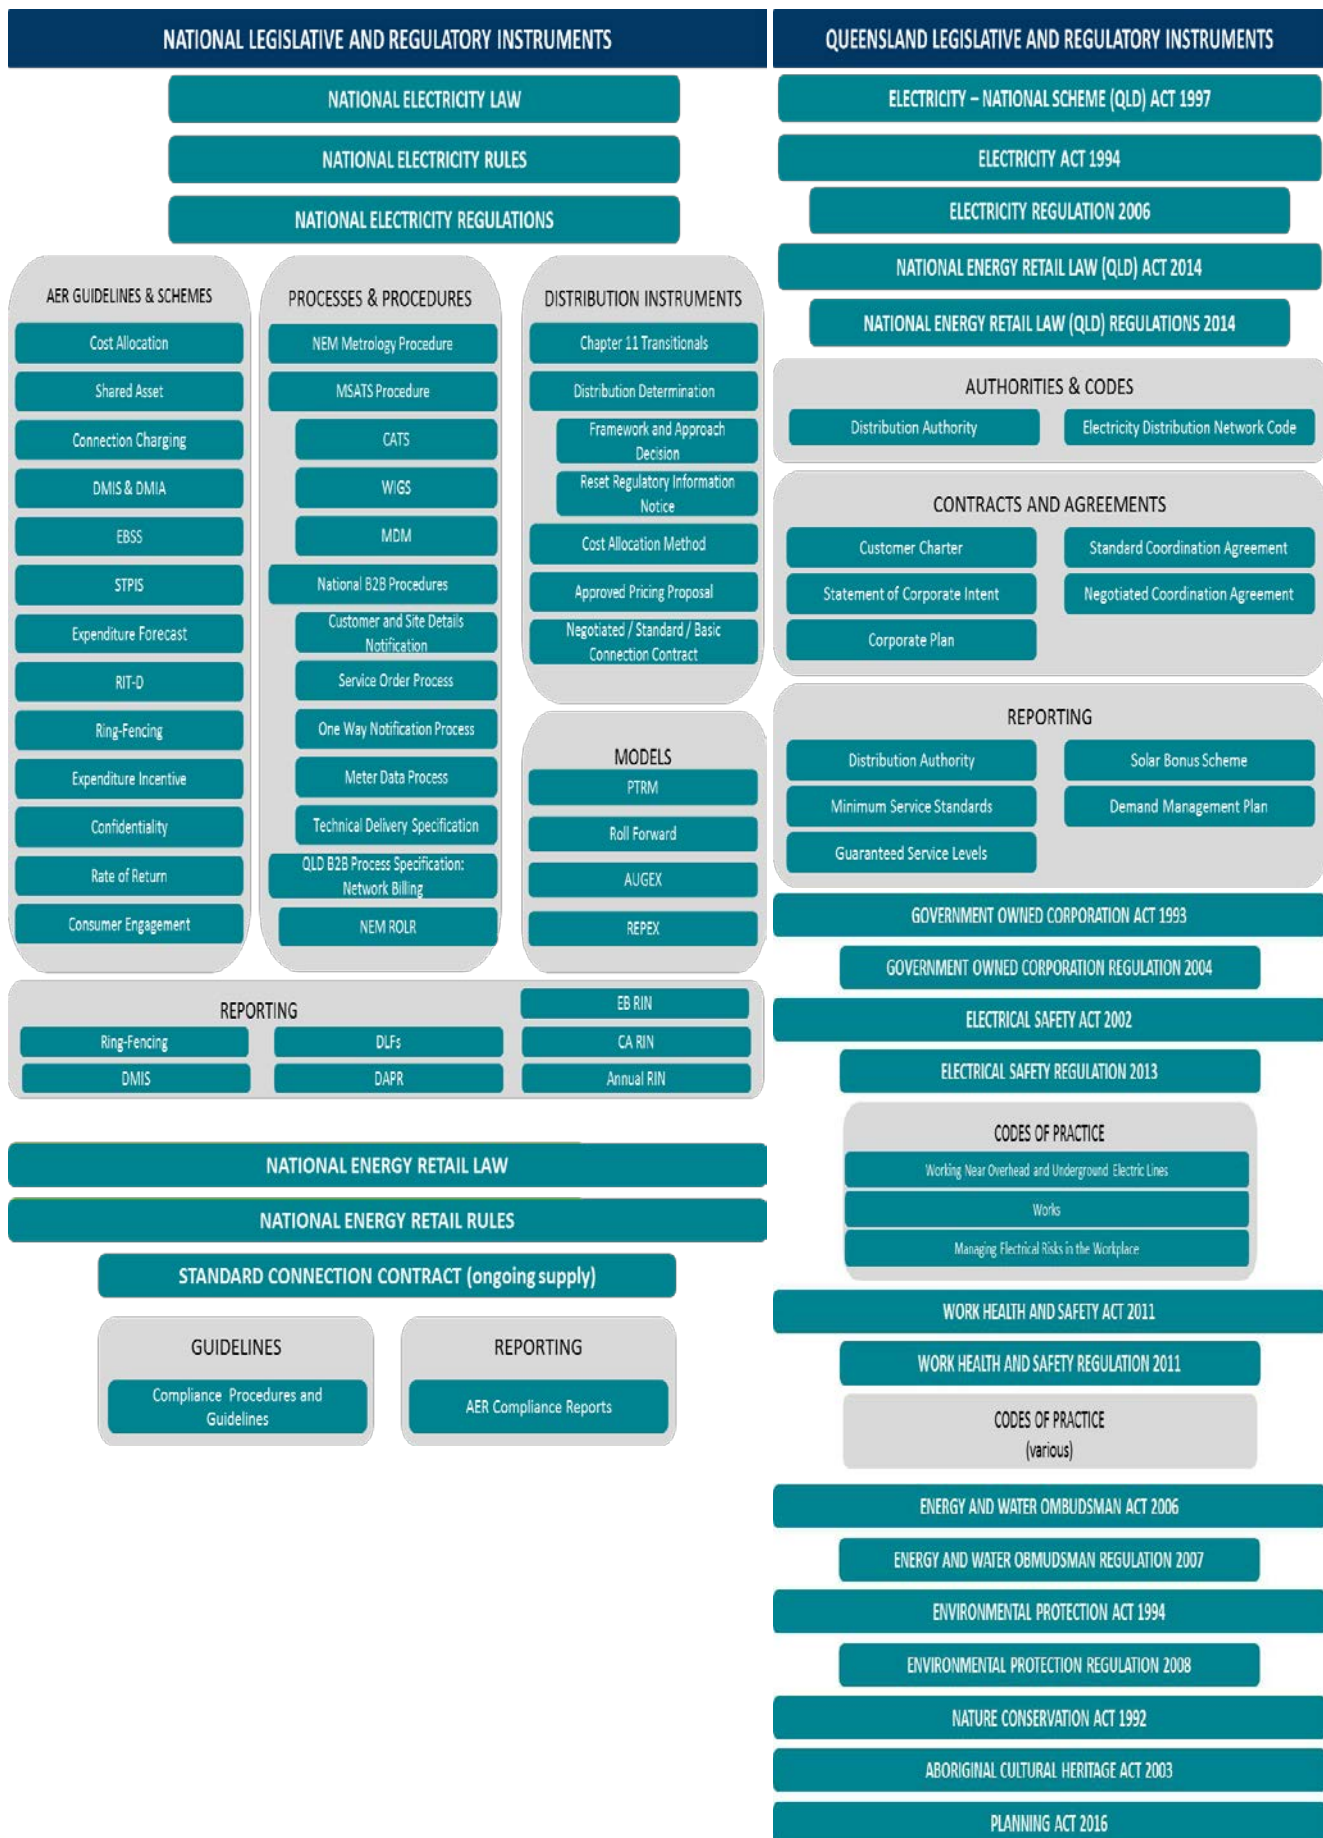 NATIONAL LEGISLATIVE AND REGULATORY INSTRUMENTS
NATIONAL ELECTRICITY LAW
NATIONAL ELECTRICITY RULES
NATIONAL ELECTRICITY REGULATIONS
AER GUIDELINES & SCHEMES
Cost Allocation
Shared Asset
Connection Charging
DMIS & DMIA
EBSS
STPIS
Expenditure Forecast
RIT-D
Ring-Fencing
Expenditure Incentive
Confidentiality
Rate of Return
Consumer Engagement
PROCESSES & PROCEDURES
NEM Metrology Procedure
MSATS Procedure
CATS
WIGS
MDM
National B2B Procedures
Customer and Site Details
Notification
Service Order Process
One Way Notification Process
Meter Data Process
Technical Delivery Specification
QLD B2B Process Specification:
Network Billing
NEM ROLR
DISTRIBUTION INSTRUMENTS
Chapter 11 Transitionals
Distribution Determination
Framework and Approach
Decision
Reset Regulatory Information
Notice
Cost Allocation Method
Approved Pricing Proposal
Negotiated / Standard / Basic
Connection Contract
MODELS
PTRM
Roll Forward
AUGEX
REPEX
REPORTING
Ring-Fencing
DMIS
DLFs
DAPR
EB RIN
CA RIN
Annual RIN
NATIONAL ENERGY RETAIL LAW
NATIONAL ENERGY RETAIL RULES
STANDARD CONNECTION CONTRACT (ongoing supply)
GUIDELINES
Compliance Procedures and
Guidelines
REPORTING
AER Compliance Reports
QUEENSLAND LEGISLATIVE AND REGULATORY INSTRUMENTS
ELECTRICITY – NATIONAL SCHEME (QLD) ACT 1997
ELECTRICITY ACT 1994
ELECTRICITY REGULATION 2006
NATIONAL ENERGY RETAIL LAW (QLD) ACT 2014
NATIONAL ENERGY RETAIL LAW (QLD) REGULATIONS 2014
AUTHORITIES & CODES
Distribution Authority
Electricity Distribution Network Code
CONTRACTS AND AGREEMENTS
Customer Charter
Standard Coordination Agreement
Statement of Corporate Intent
Negotiated Coordination Agreement
Corporate Plan
REPORTING
Distribution Authority
Solar Bonus Scheme
Minimum Service Standards
Demand Management Plan
Guaranteed Service Levels
GOVERNMENT OWNED CORPORATION ACT 1993
GOVERNMENT OWNED CORPORATION REGULATION 2004
ELECTRICAL SAFETY ACT 2002
ELECTRICAL SAFETY REGULATION 2013
CODES OF PRACTICE
Working Near Overhead and Underground Electric Lines
Works
Managing Electrical Risks in the Workplace
WORK HEALTH AND SAFETY ACT 2011
WORK HEALTH AND SAFETY REGULATION 2011
CODES OF PRACTICE
(various)
ENERGY AND WATER OMBUDSMAN ACT 2006
ENERGY AND WATER OBMUDSMAN REGULATION 2007
ENVIRONMENTAL PROTECTION ACT 1994
ENVIRONMENTAL PROTECTION REGULATION 2008
NATURE CONSERVATION ACT 1992
ABORIGINAL CULTURAL HERITAGE ACT 2003
PLANNING ACT 2016